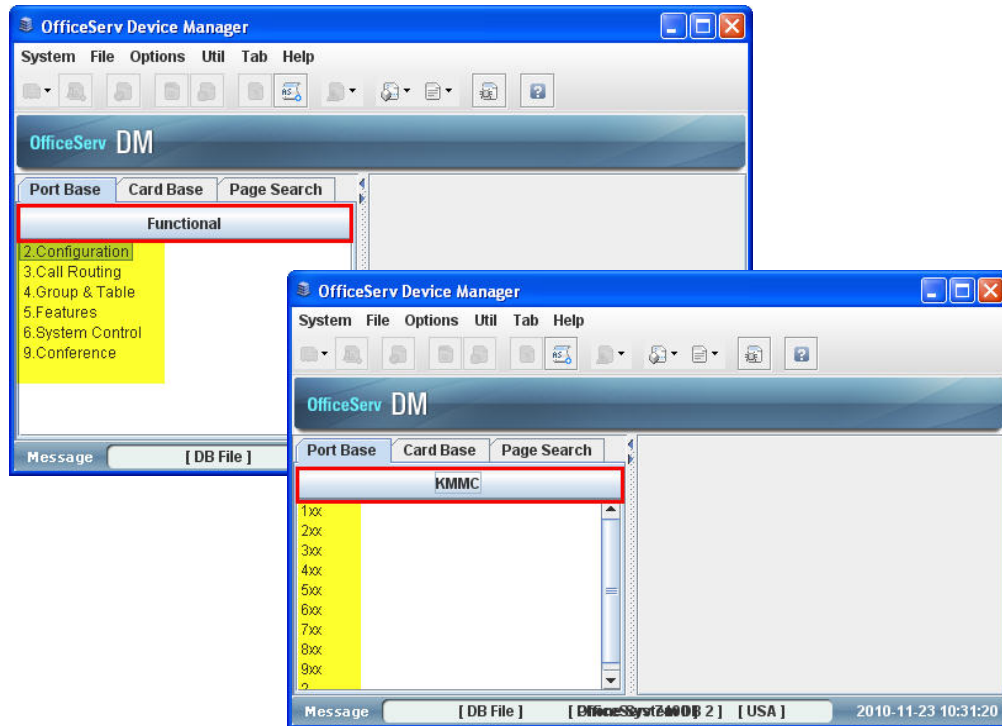 OfficeServ Device Manager
System File Options Util Tab Help
OfficeServ DM
Port Base Card Base Page Search
Functional
2.Configuration
3.Call Routing
4.Group & Table
5.Features
6.System Control
9.Conference
Message [ DB File ]
OfficeServ Device Manager
System File Options Util Tab Help
OfficeServ DM
Port Base Card Base Page Search
KMMC
1xx
2xx
3xx
4xx
5xx
6xx
7xx
8xx
9xx
Message [ DB File ] [ USA ] 2010-11-23 10:31:20